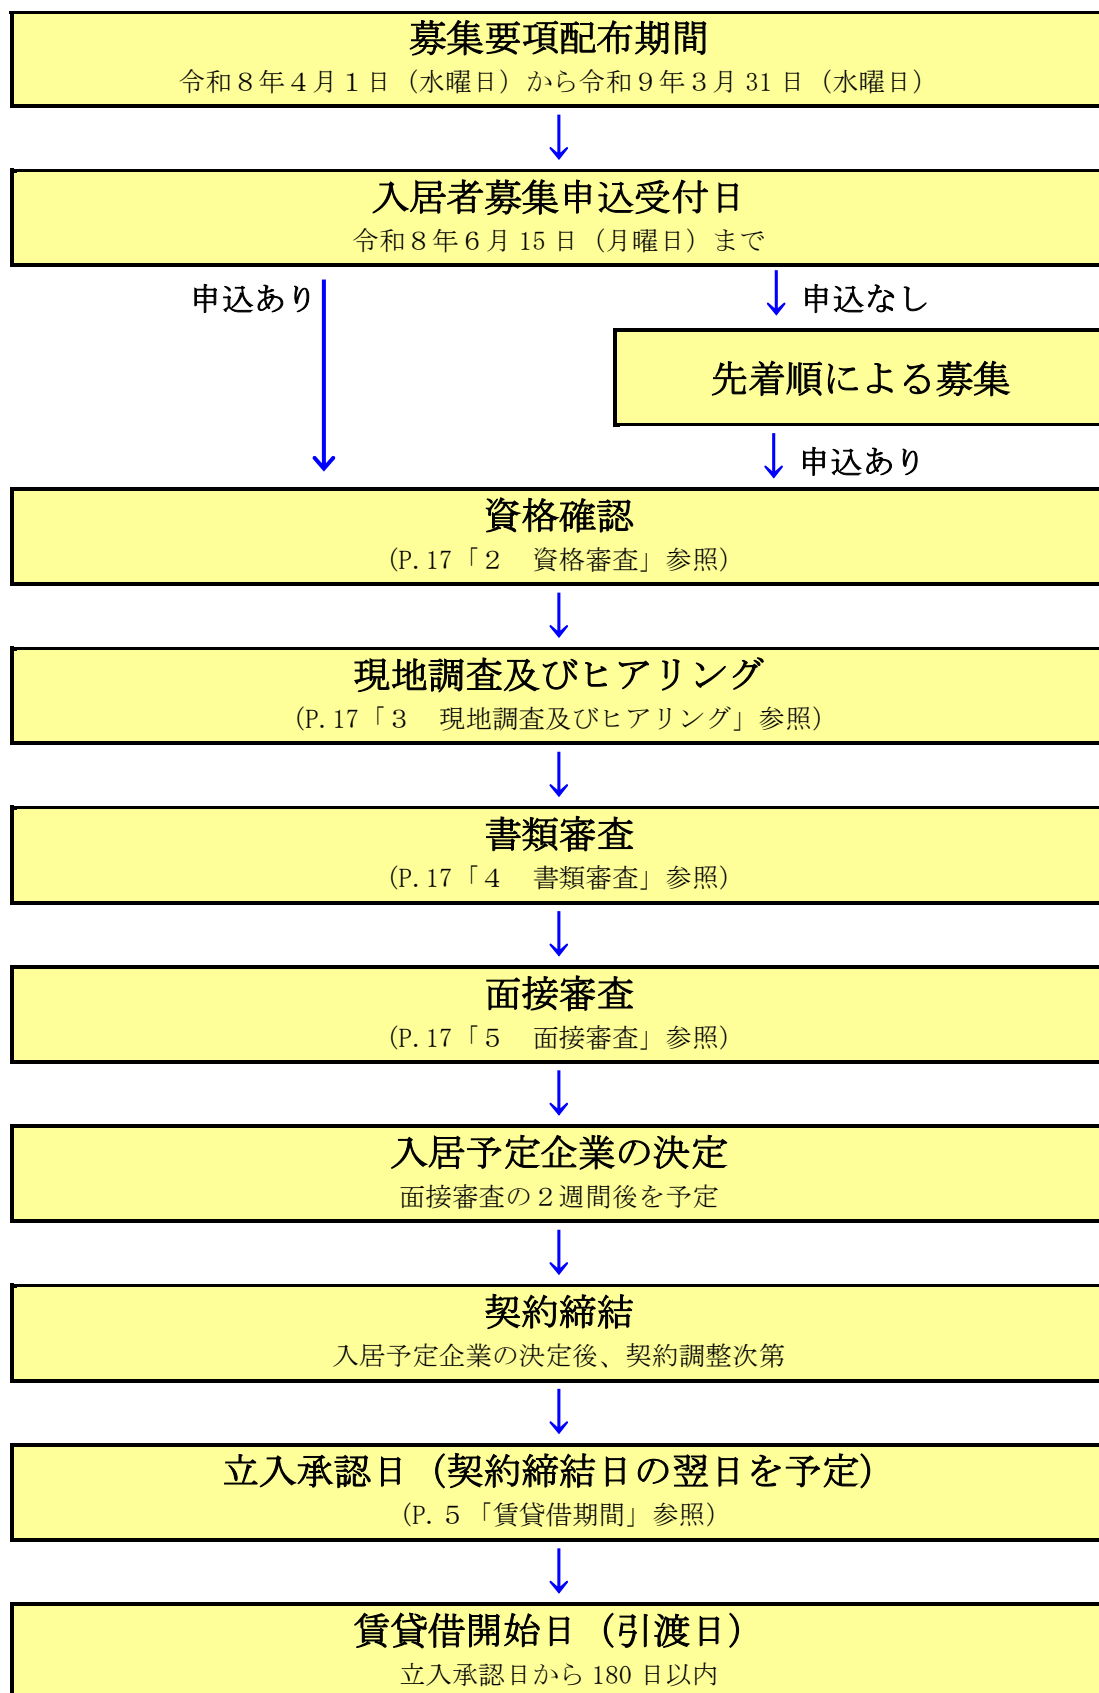 募集要項配布期間
令和８年４月１日（水曜日）から令和９年３月 31 日（水曜日）
↓
入居者募集申込受付日
令和８年６月 15 日（月曜日）まで
申込あり
申込なし
先着順による募集
申込あり
資格確認
(P. 17「２　資格審査」参照）
現地調査及びヒアリング
(P. 17「３　現地調査及びヒアリング」参照）
書類審査
(P. 17「４　書類審査」参照）
面接審査
(P. 17「５　面接審査」参照）
入居予定企業の決定
面接審査の２週間後を予定
契約締結
入居予定企業の決定後、契約調整次第
立入承認日（契約締結日の翌日を予定）
(P. ５「賃貸借期間」参照）
賃貸借開始日（引渡日）
立入承認日から 180 日以内